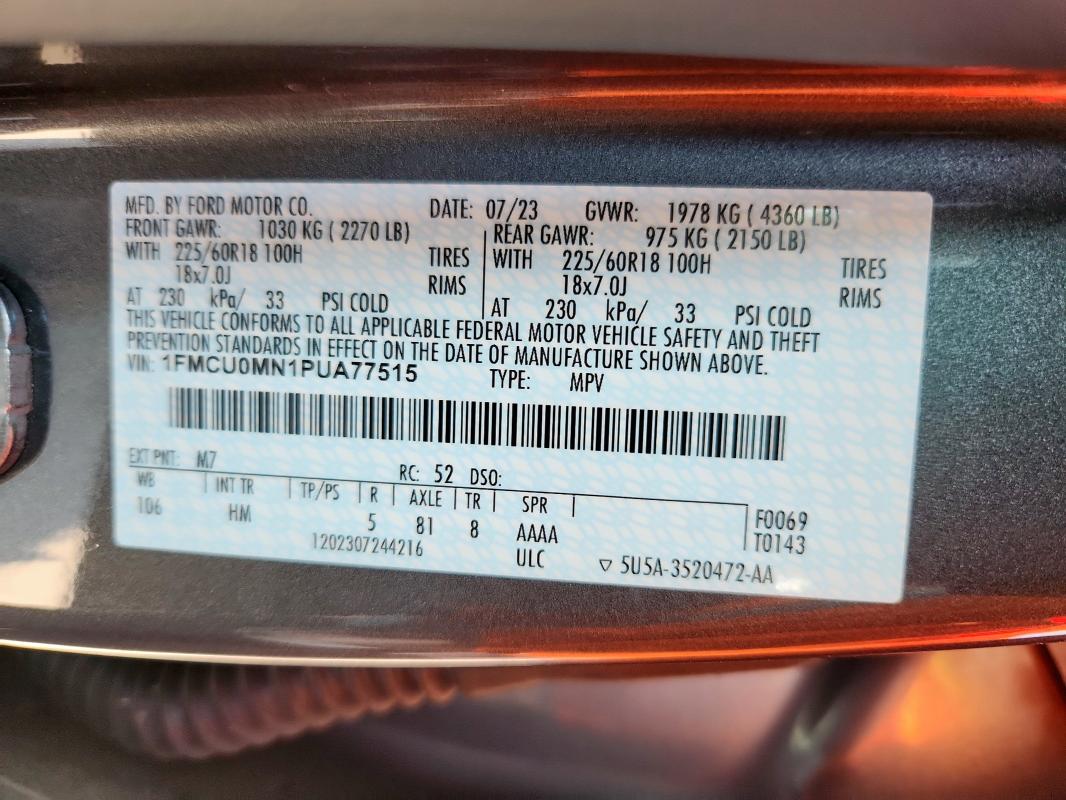 MFD. BY FORD MOTOR CO. DATE: 07/23 GVWR: 1978 KG ( 4360 LB)
FRONT GAWR: 1030 KG ( 2270 LB) REAR GAWR: 975 KG ( 2150 LB)
WITH 225/60R18 100H TIRES WITH 225/60R18 100H TIRES
18x7.0J RIMS 18x7.0J RIMS
AT 230 kPa/ 33 PSI COLD AT 230 kPa/ 33 PSI COLD
THIS VEHICLE CONFORMS TO ALL APPLICABLE FEDERAL MOTOR VEHICLE SAFETY AND THEFT
PREVENTION STANDARDS IN EFFECT ON THE DATE OF MANUFACTURE SHOWN ABOVE.
VIN: 1FMCU0MN1PUA77515 TYPE: MPV
EXT PNT: M7 RC: 52 DSO:
WB INT TR TP/PS R AXLE TR SPR
106 HM 5 81 8 AAAA F0069
1202307244216 ULC T0143
▽ 5U5A-3520472-AA